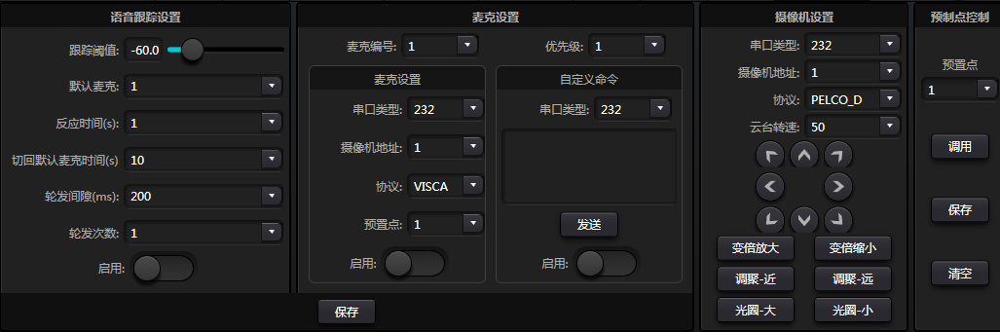 语音跟踪设置
跟踪阈值: -60.0
默认麦克: 1
反应时间(s): 1
切回默认麦克时间(s) 10
轮发间隙(ms): 200
轮发次数: 1
启用:
麦克设置
麦克编号: 1 优先级: 1
麦克设置
串口类型: 232
摄像机地址: 1
协议: VISCA
预置点: 1
启用:
自定义命令
串口类型: 232
发送
启用:
保存
摄像机设置
串口类型: 232
摄像机地址: 1
协议: PELCO_D
云台转速: 50
变倍放大 变倍缩小
调聚-近 调聚-远
光圈-大 光圈-小
预制点控制
预置点
1
调用
保存
清空